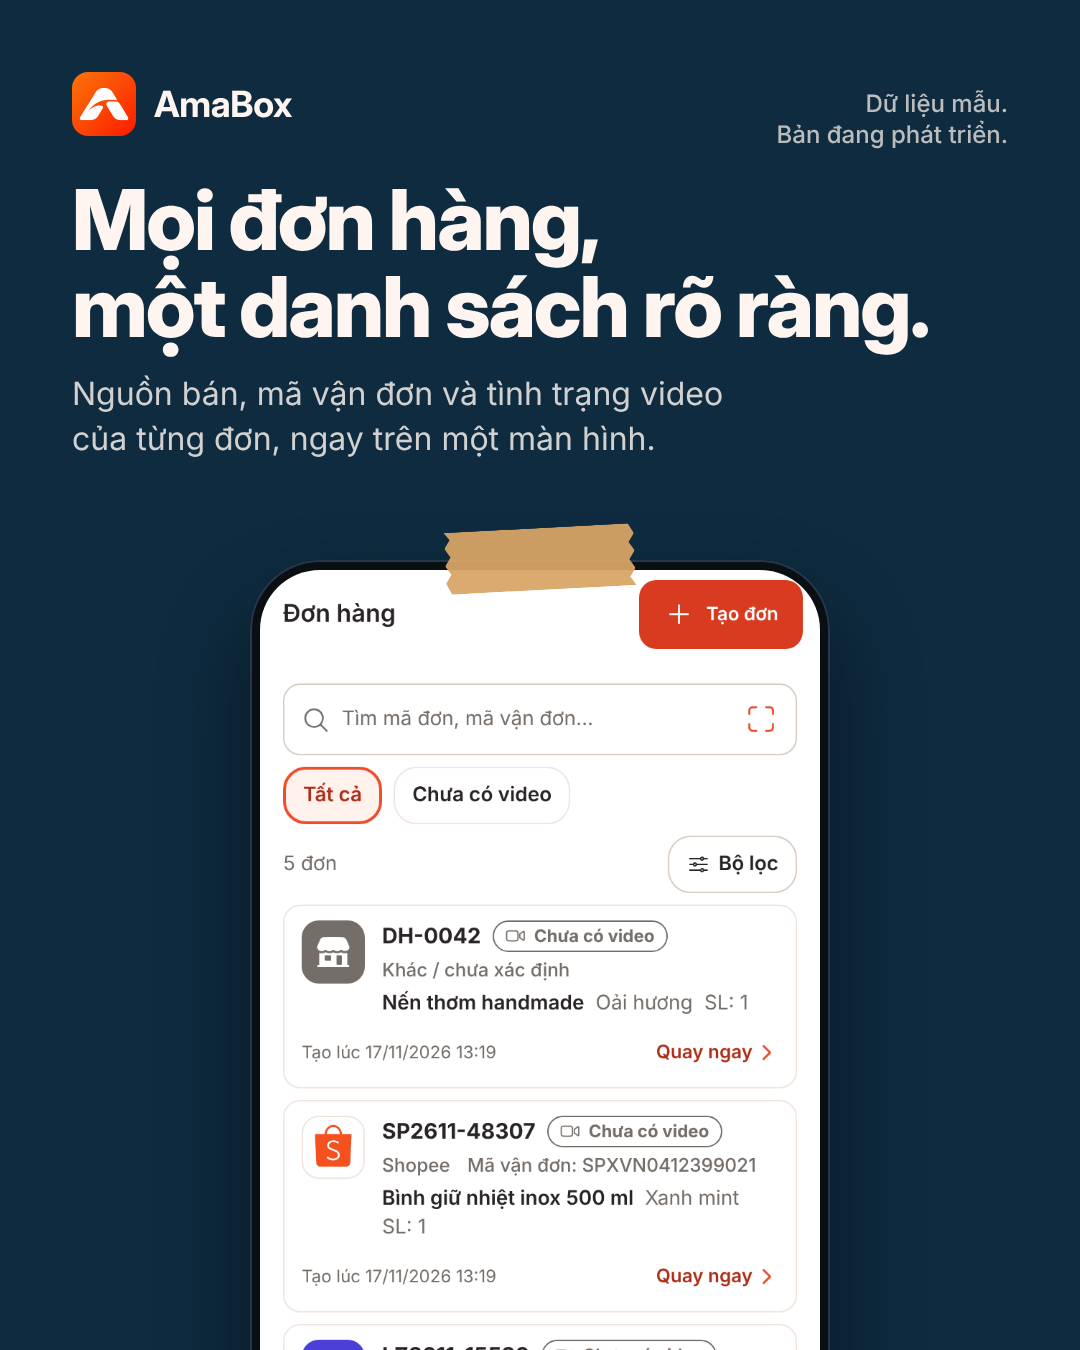 AmaBox
Dữ liệu mẫu.
Bản đang phát triển.
Mọi đơn hàng,
một danh sách rõ ràng.
Nguồn bán, mã vận đơn và tình trạng video
của từng đơn, ngay trên một màn hình.
Đơn hàng
Tạo đơn
Tìm mã đơn, mã vận đơn...
Tất cả Chưa có video
5 đơn
Bộ lọc
DH-0042 Chưa có video
Khác / chưa xác định
Nến thơm handmade Oải hương SL: 1
Tạo lúc 17/11/2026 13:19 Quay ngay
SP2611-48307 Chưa có video
Shopee Mã vận đơn: SPXVN0412399021
Bình giữ nhiệt inox 500 ml Xanh mint
SL: 1
Tạo lúc 17/11/2026 13:19 Quay ngay